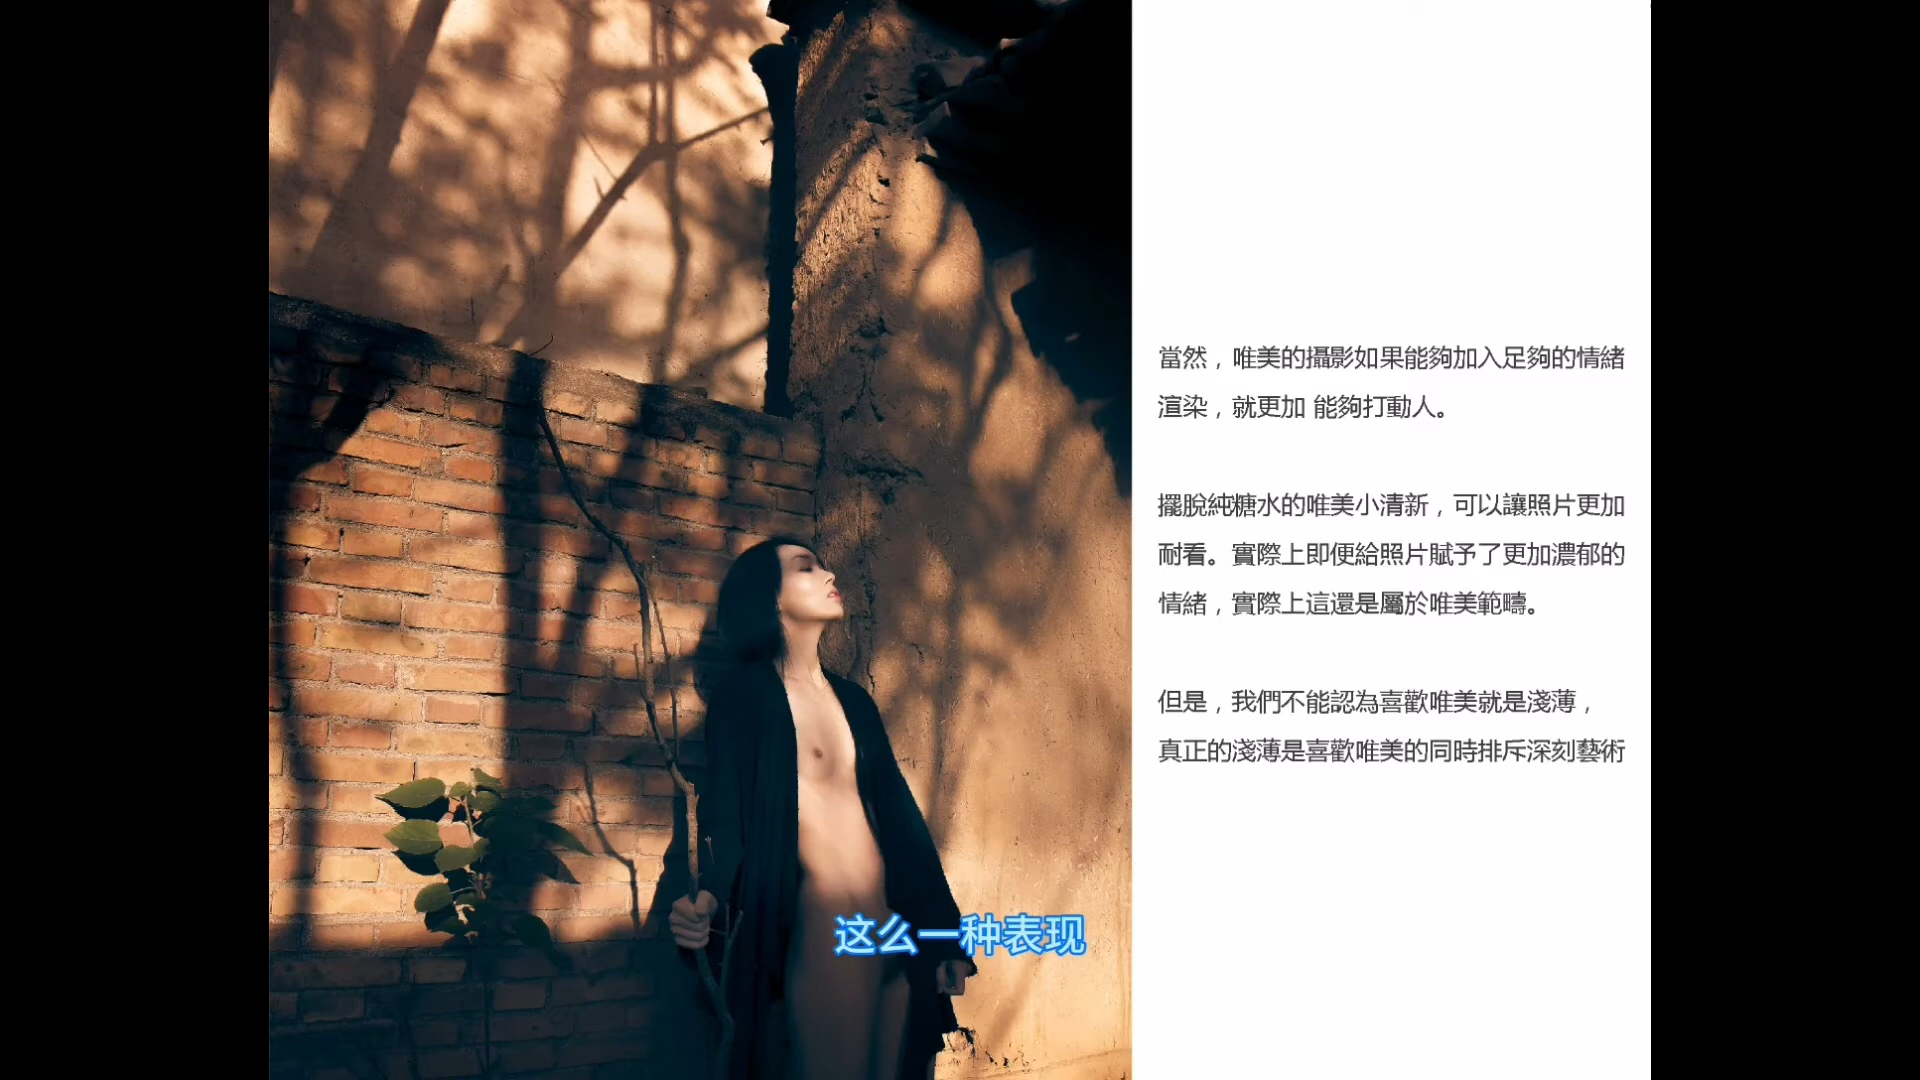 當然，唯美的攝影如果能夠加入足夠的情緒
渲染，就更加 能夠打動人。
擺脫純糖水的唯美小清新，可以讓照片更加
耐看。實際上即便給照片賦予了更加濃郁的
情緒，實際上這還是屬於唯美範疇。
但是，我們不能認為喜歡唯美就是淺薄，
真正的淺薄是喜歡唯美的同時排斥深刻藝術
这么一种表现